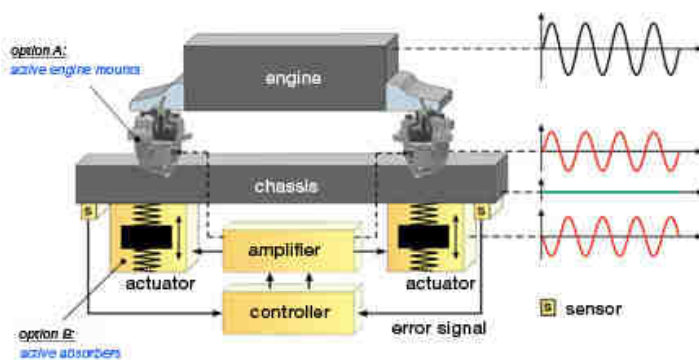 option A:
active engine mounts
engine
chassis
S
S
amplifier
actuator
actuator
controller
error signal
S sensor
option B:
active absorbers